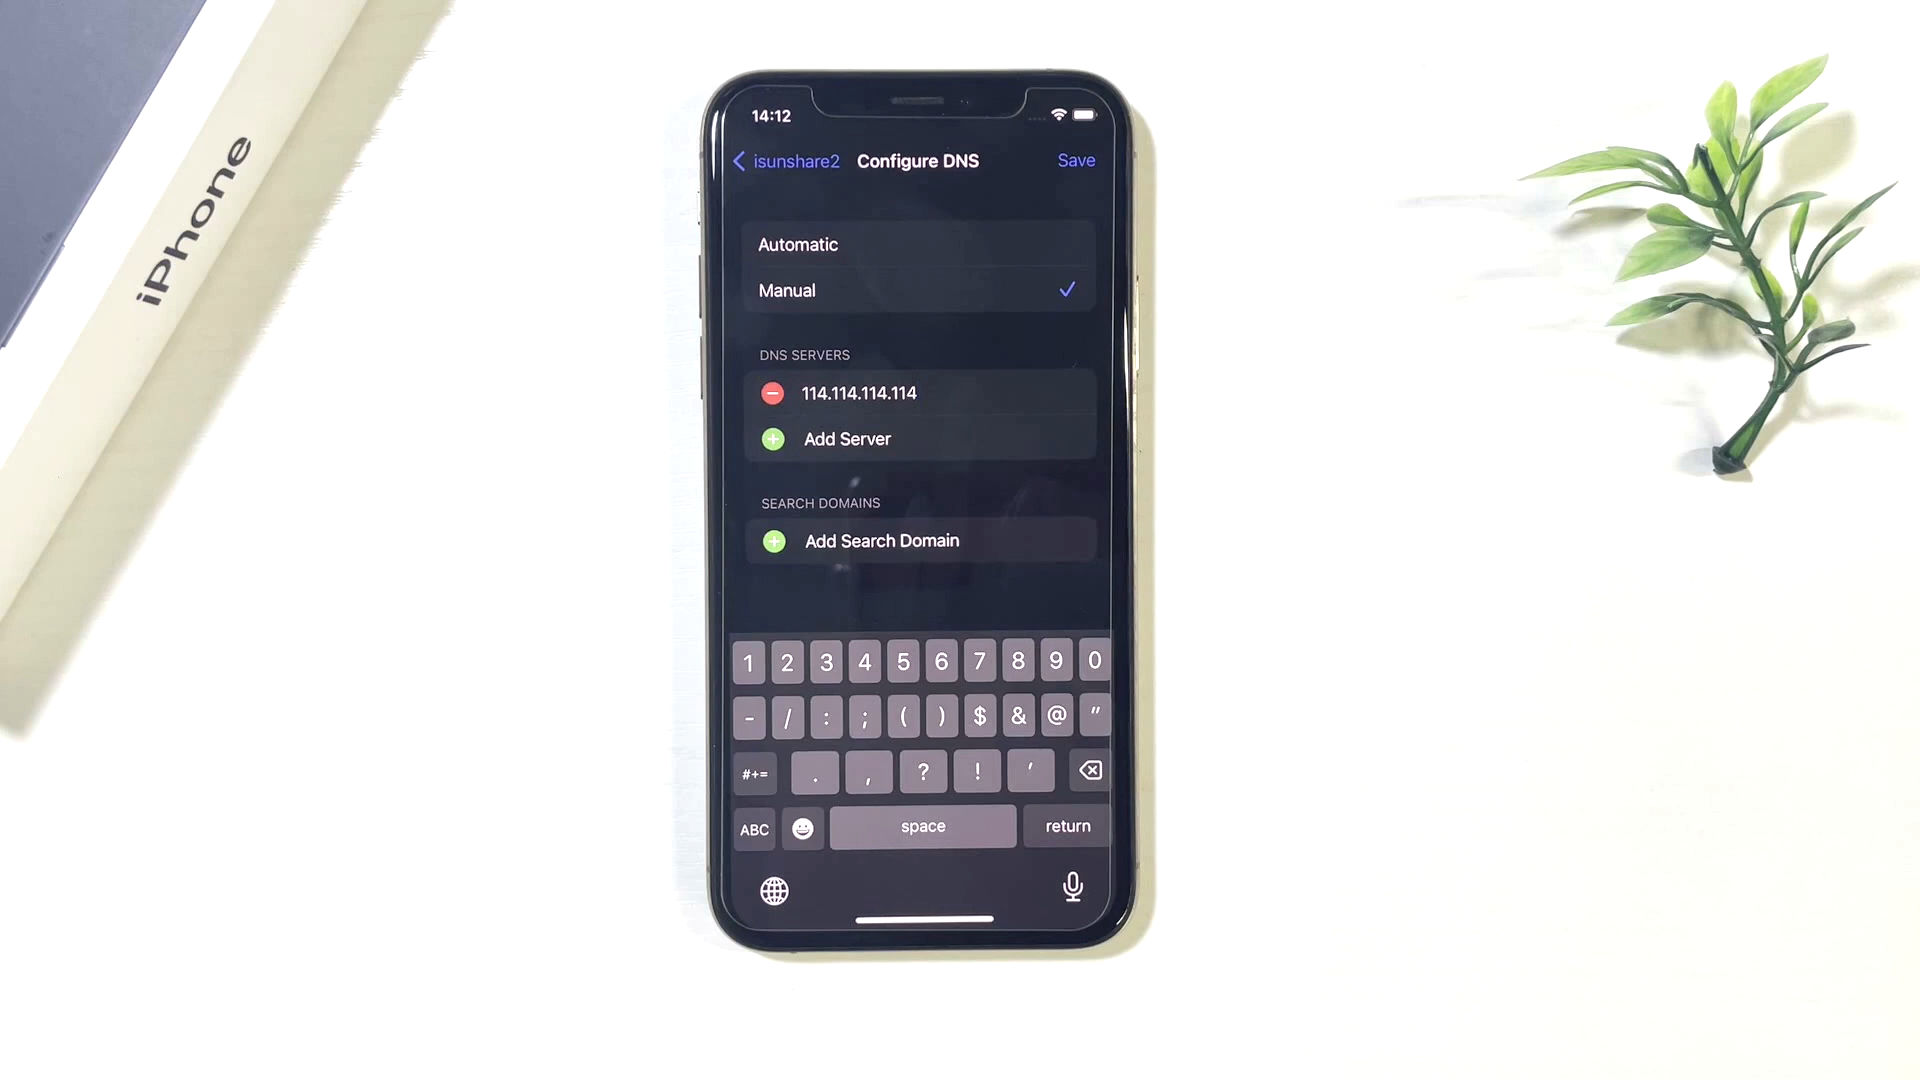 iPhone
14:12
isunshare2 Configure DNS Save
Automatic
Manual
DNS SERVERS
114.114.114.114
Add Server
SEARCH DOMAINS
Add Search Domain
1 2 3 4 5 6 7 8 9 0
- / : ; ( ) $ & @ "
#+= . , ? ! '
ABC space return